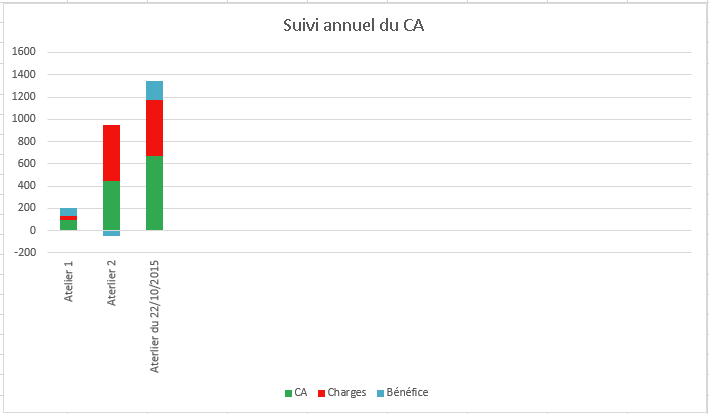 Suivi annuel du CA
1600
1400
1200
1000
800
600
400
200
0
-200
Atelier 1
Aterlier 2
Aterlier du 22/10/2015
CA Charges Bénéfice